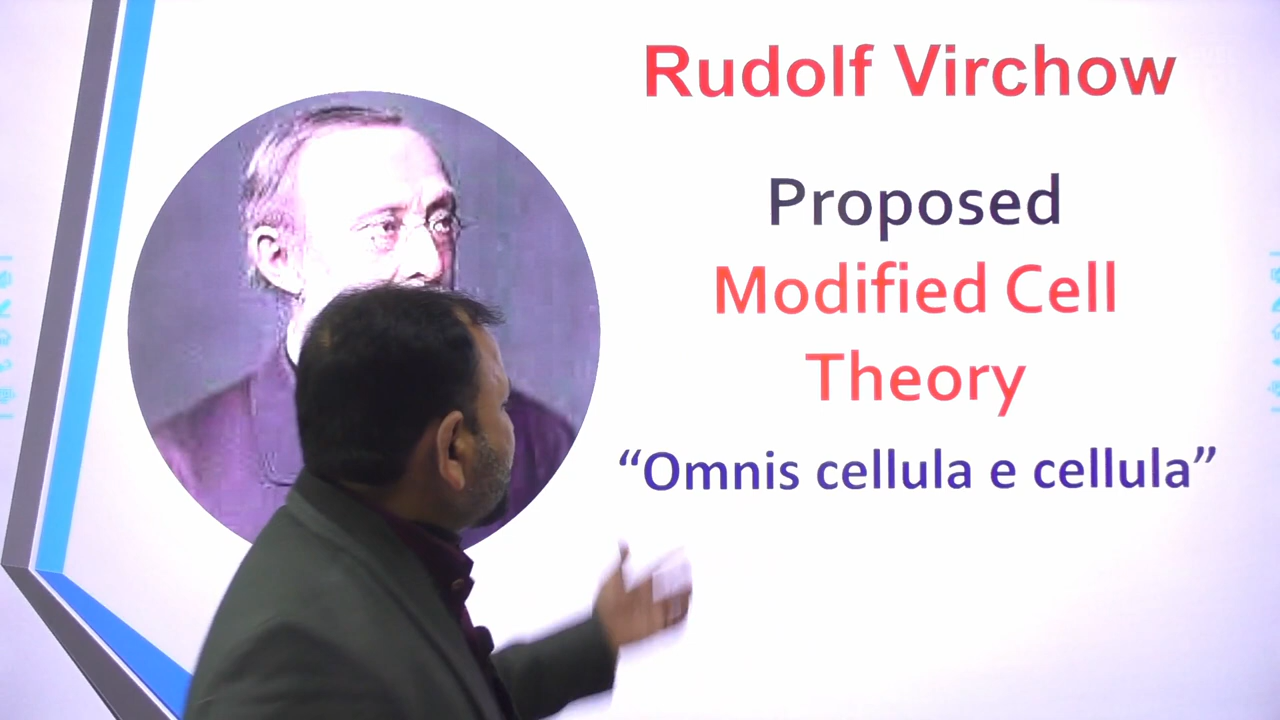 Rudolf Virchow
Proposed
Modified Cell
Theory
“Omnis cellula e cellula”